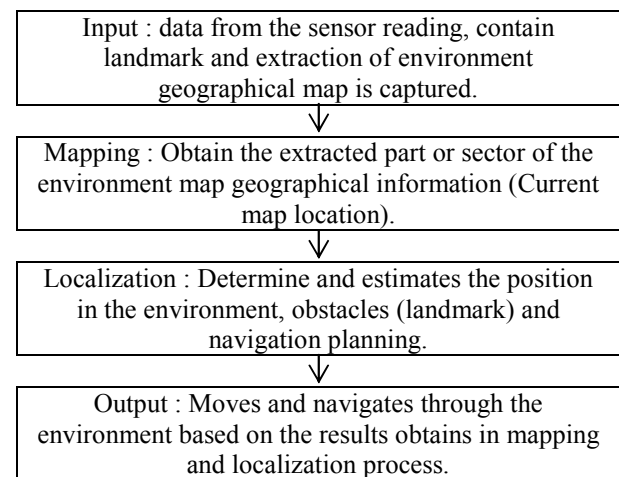 Input : data from the sensor reading, contain
landmark and extraction of environment
geographical map is captured.
Mapping : Obtain the extracted part or sector of the
environment map geographical information (Current
map location).
Localization : Determine and estimates the position
in the environment, obstacles (landmark) and
navigation planning.
Output : Moves and navigates through the
environment based on the results obtains in mapping
and localization process.